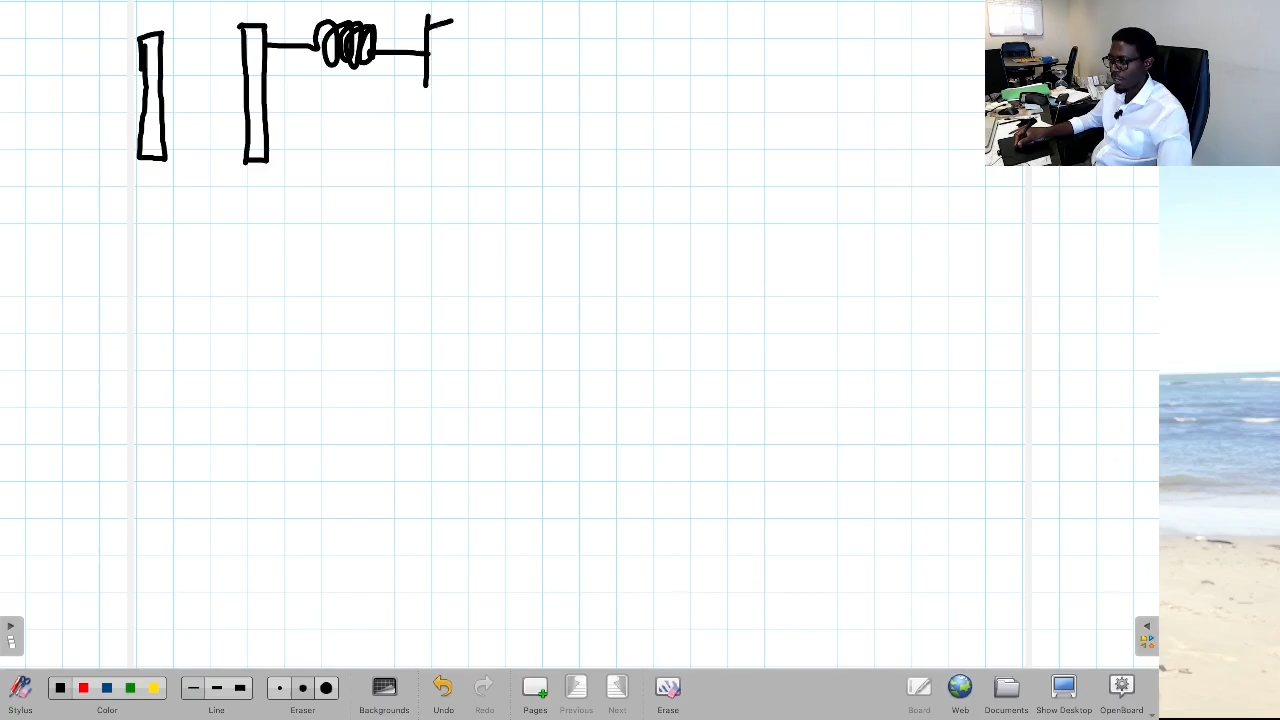 Stylus
Color
Line
Eraser
Backgrounds
Undo
Redo
Pages
Previous
Next
Erase
Board
Web
Documents
Show Desktop
OpenBoard